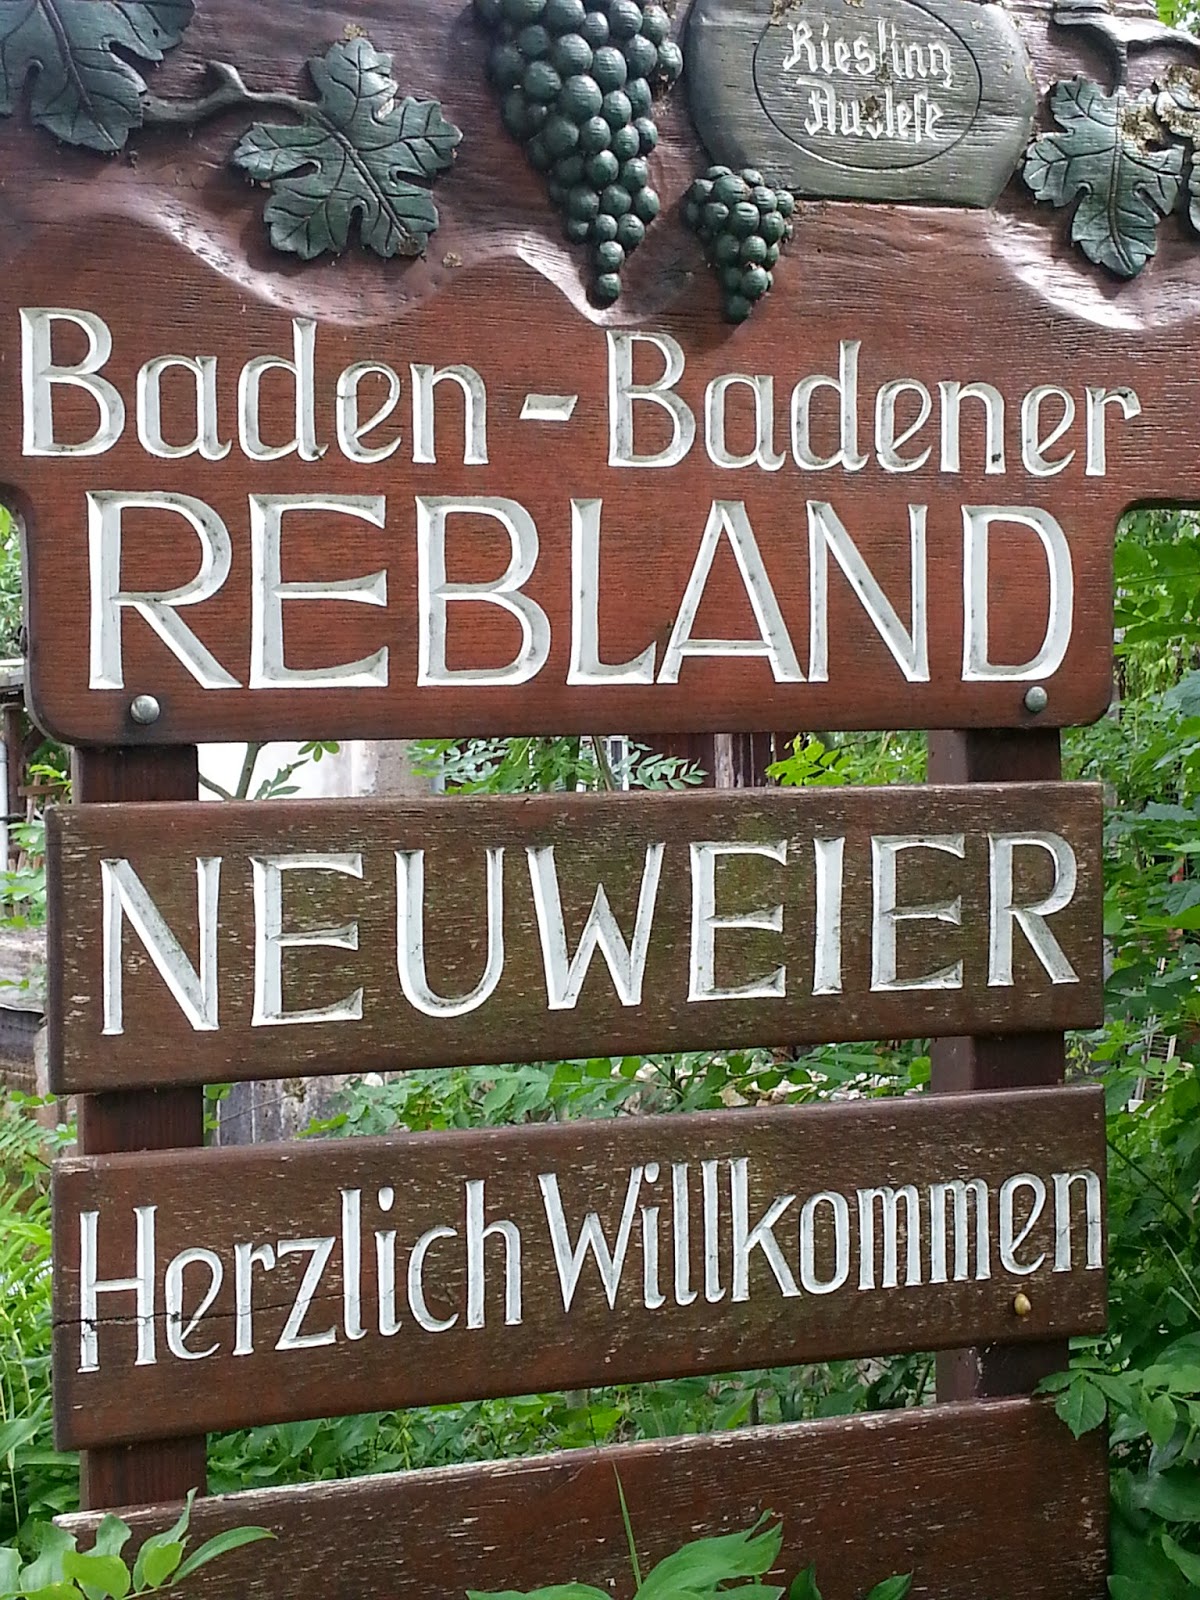 Riesling
Auslese
Baden-Badener
REBLAND
NEUWEIER
Herzlich Willkommen